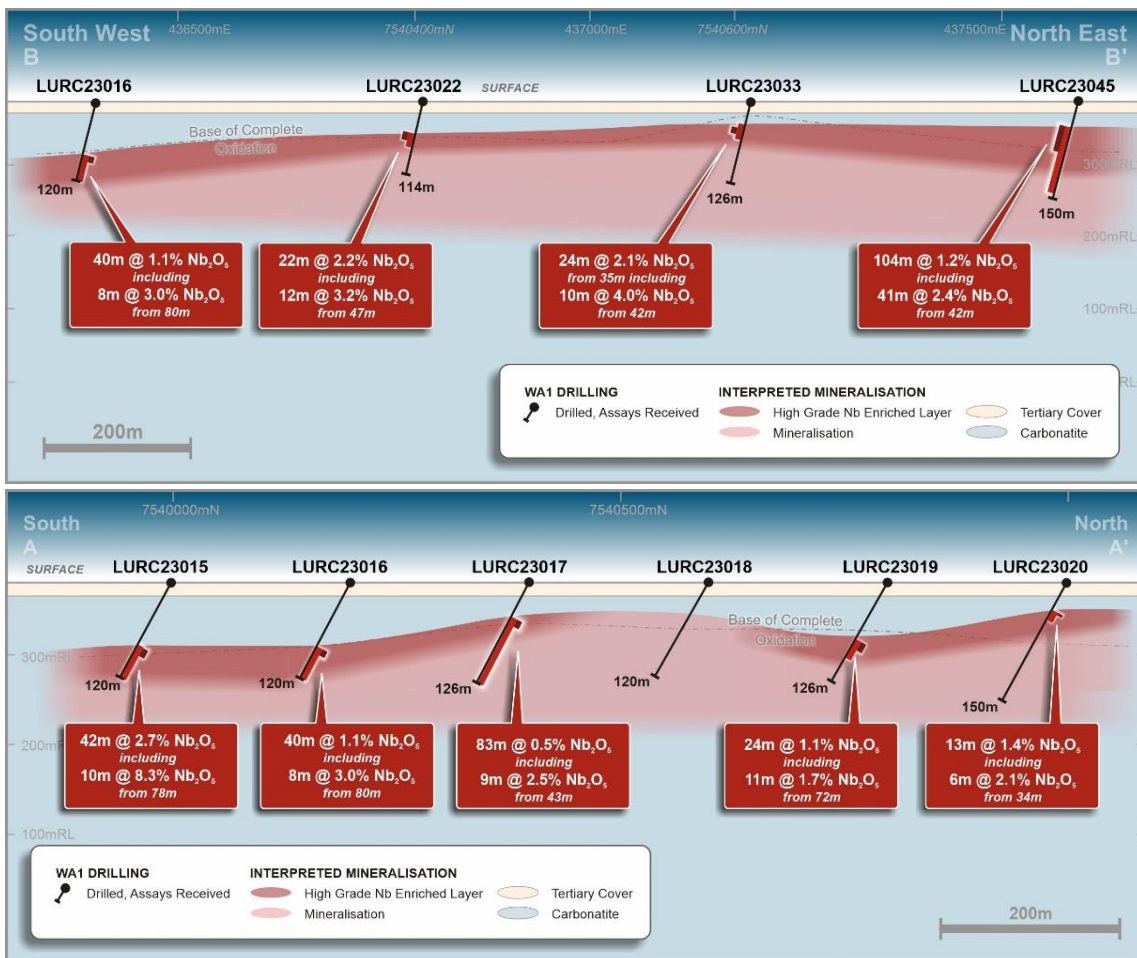 South West
B
436500mE
7540400mN
437000mE
7540600mN
437500mE
North East
B'
LURC23016
LURC23022
SURFACE
LURC23033
LURC23045
Base of Complete
Oxidation
300mRL
120m
114m
126m
150m
200mRL
40m @ 1.1% Nb₂O₅
including
8m @ 3.0% Nb₂O₅
from 80m
22m @ 2.2% Nb₂O₅
including
12m @ 3.2% Nb₂O₅
from 47m
24m @ 2.1% Nb₂O₅
from 35m including
10m @ 4.0% Nb₂O₅
from 42m
104m @ 1.2% Nb₂O₅
including
41m @ 2.4% Nb₂O₅
from 42m
100mRL
WA1 DRILLING
Drilled, Assays Received
INTERPRETED MINERALISATION
High Grade Nb Enriched Layer
Mineralisation
Tertiary Cover
Carbonatite
200m
7540000mN
7540500mN
South
A
North
A'
SURFACE
LURC23015
LURC23016
LURC23017
LURC23018
LURC23019
LURC23020
Base of Complete
Oxidation
300mRL
120m
120m
126m
120m
126m
150m
200mRL
42m @ 2.7% Nb₂O₅
including
10m @ 8.3% Nb₂O₅
from 78m
40m @ 1.1% Nb₂O₅
including
8m @ 3.0% Nb₂O₅
from 80m
83m @ 0.5% Nb₂O₅
including
9m @ 2.5% Nb₂O₅
from 43m
24m @ 1.1% Nb₂O₅
including
11m @ 1.7% Nb₂O₅
from 72m
13m @ 1.4% Nb₂O₅
including
6m @ 2.1% Nb₂O₅
from 34m
100mRL
WA1 DRILLING
Drilled, Assays Received
INTERPRETED MINERALISATION
High Grade Nb Enriched Layer
Mineralisation
Tertiary Cover
Carbonatite
200m